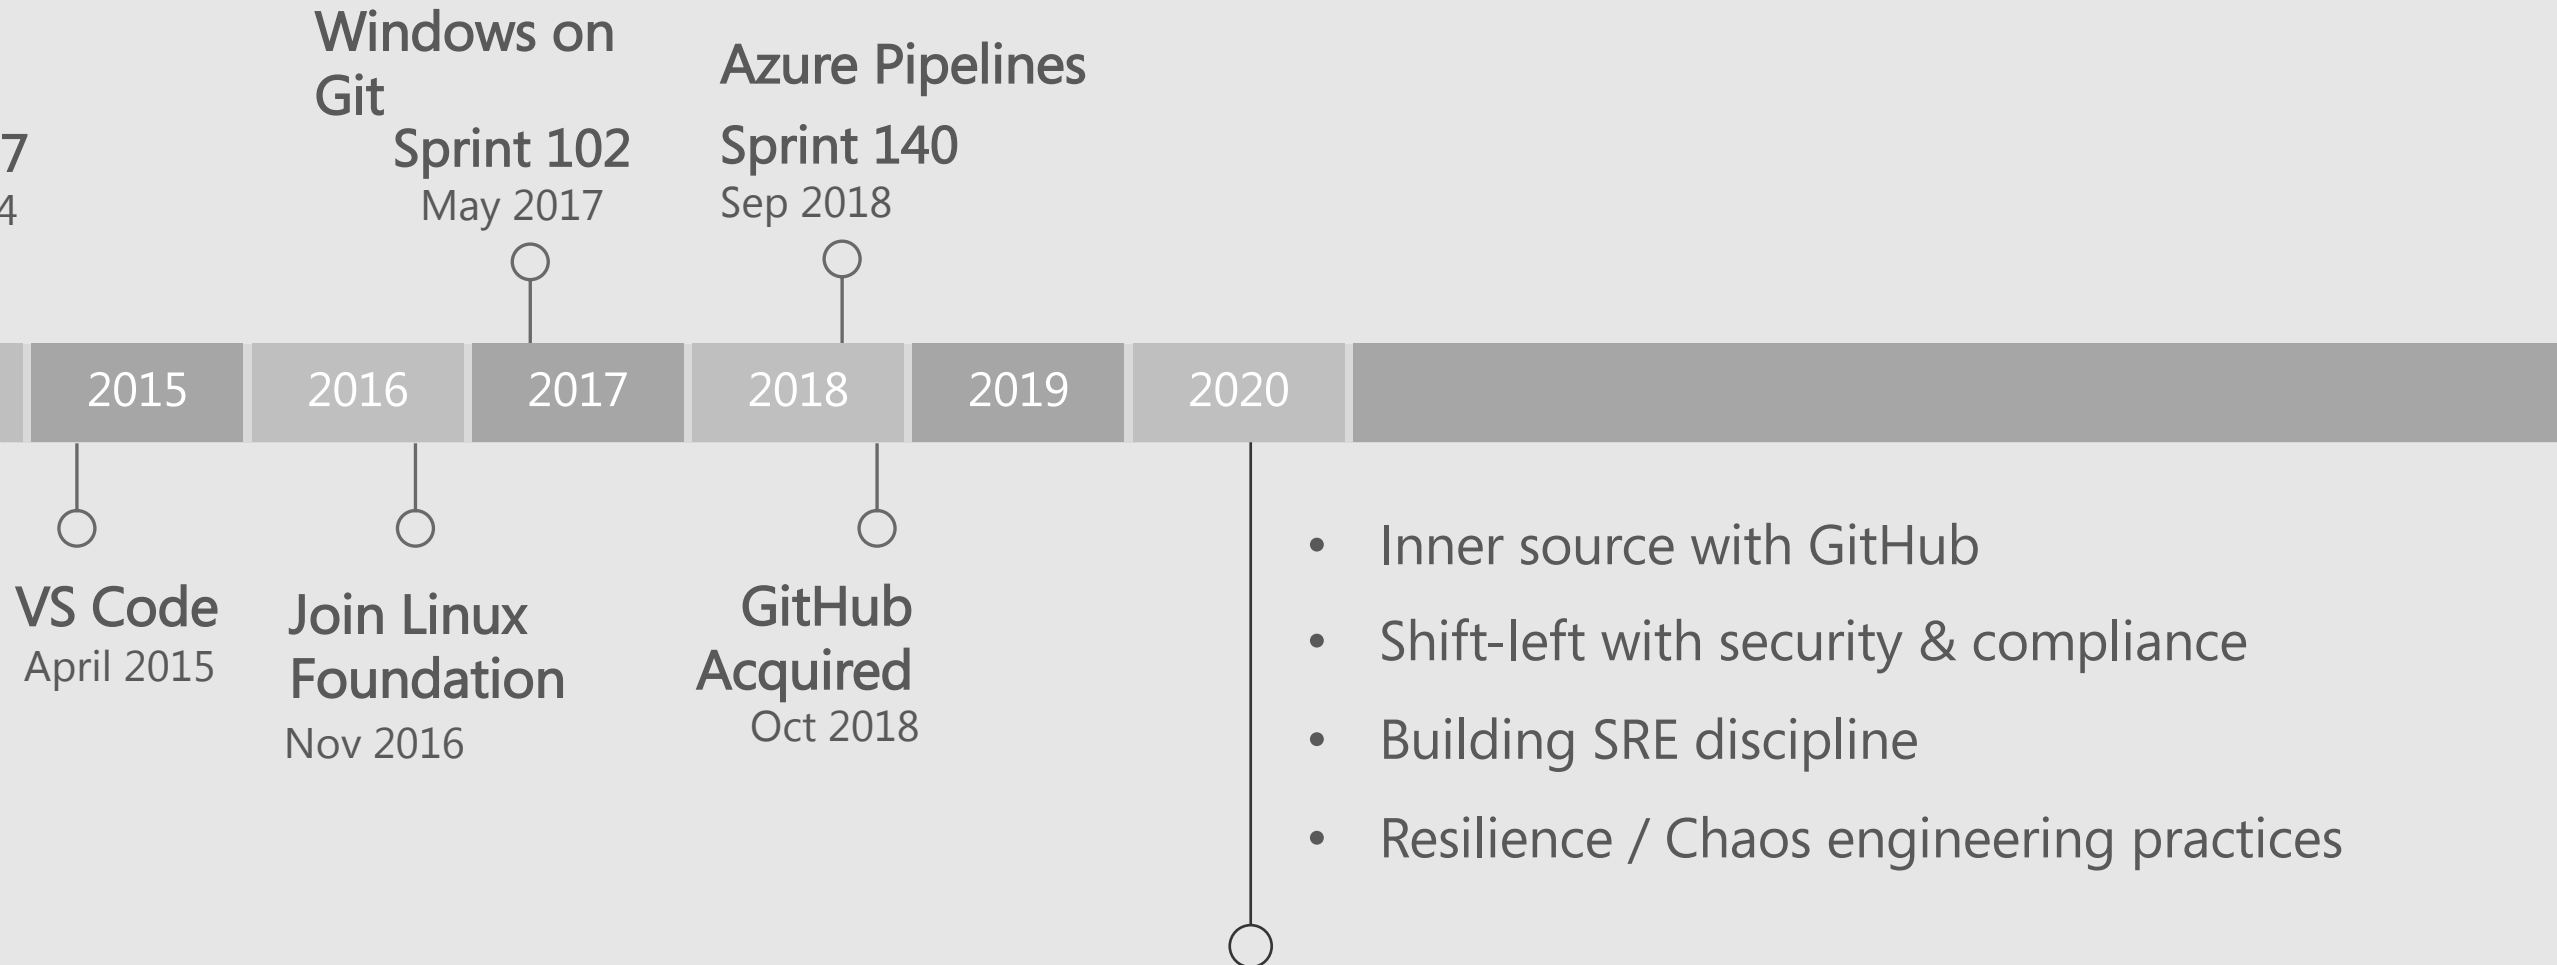 Windows on
Git
Sprint 102
May 2017
Azure Pipelines
Sprint 140
Sep 2018
7
4
2015
2016
2017
2018
2019
2020
VS Code
April 2015
Join Linux
Foundation
Nov 2016
GitHub
Acquired
Oct 2018
• Inner source with GitHub
• Shift-left with security & compliance
• Building SRE discipline
• Resilience / Chaos engineering practices